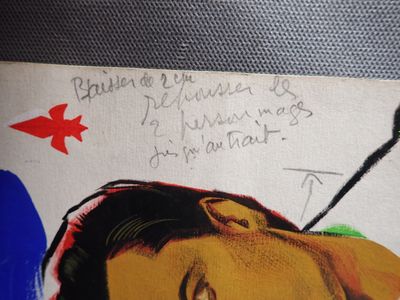 Baisser de 2 cm
repousser les
2 personnages
jusqu'au trait.